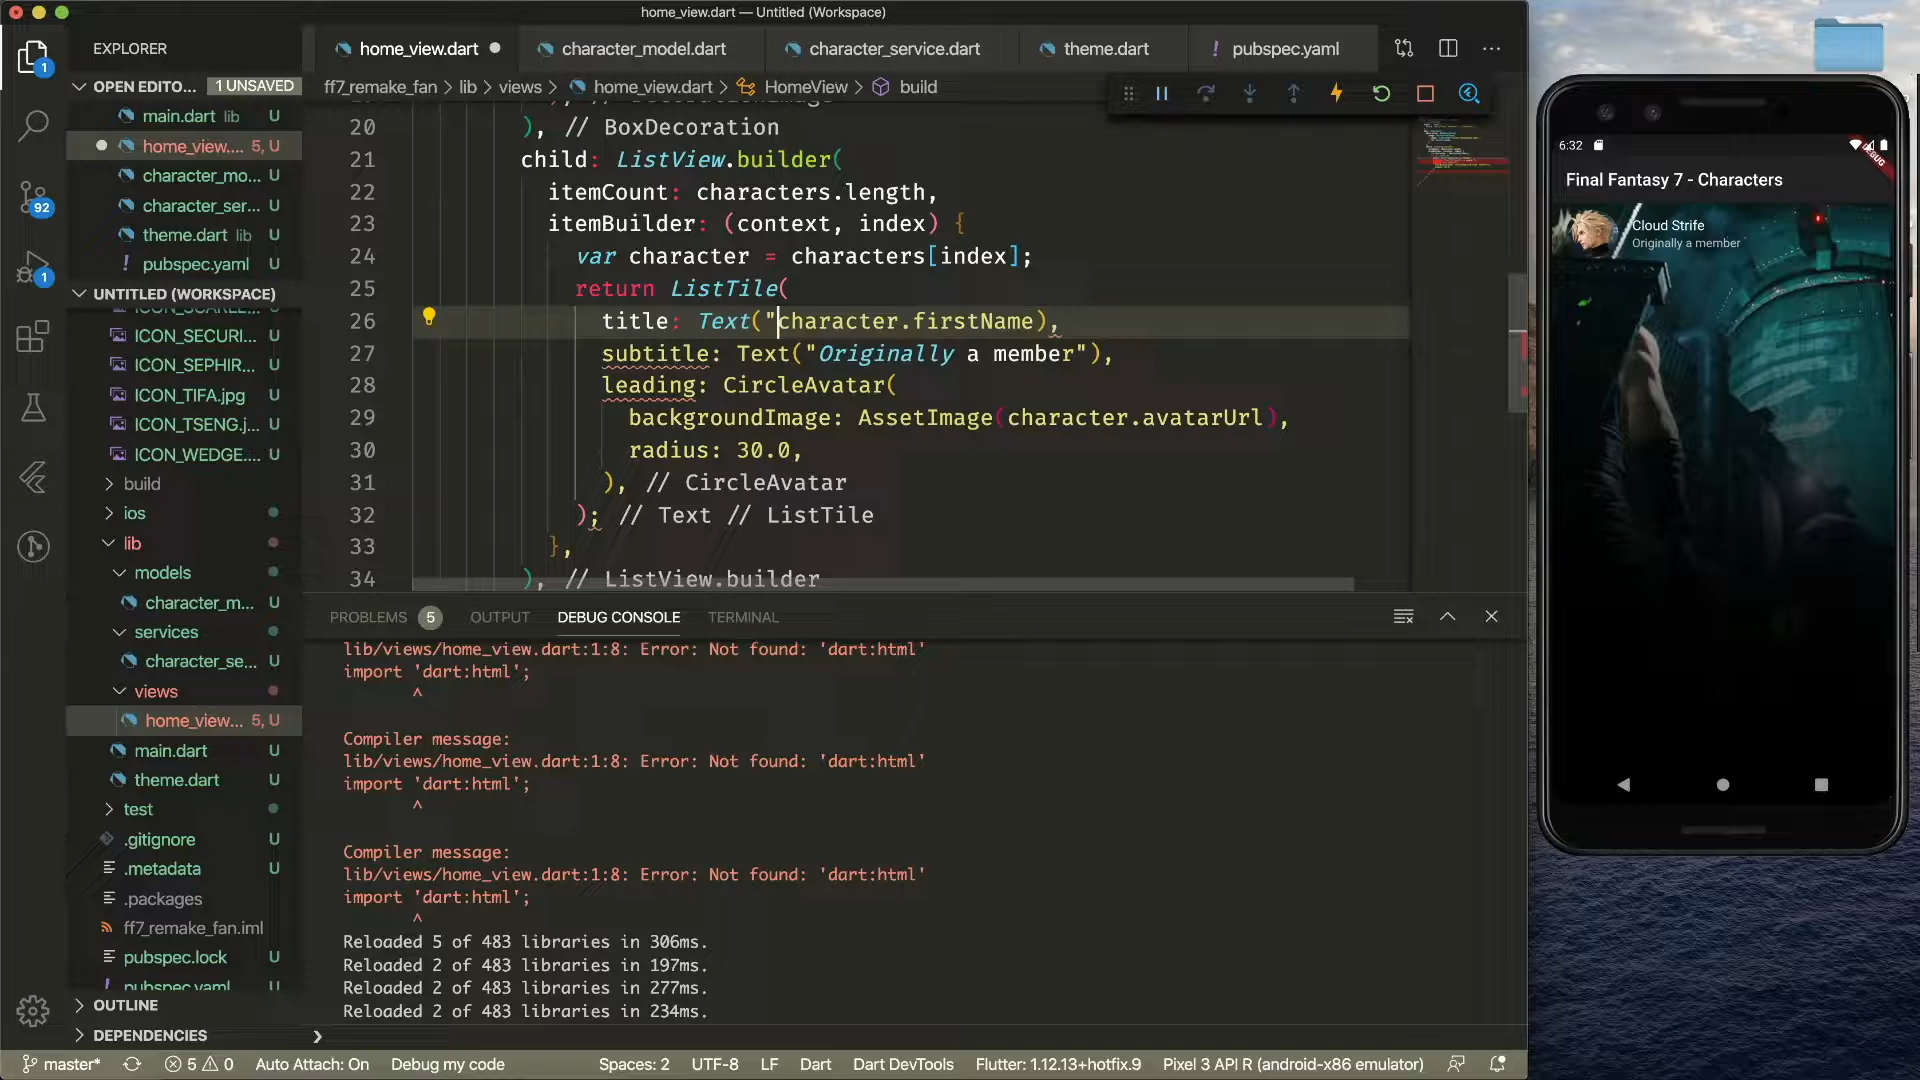 home_view.dart — Untitled (Workspace)
EXPLORER
OPEN EDITO...
1 UNSAVED
main.dart lib U
home_view.... 5, U
character_mo... U
character_ser... U
theme.dart lib U
! pubspec.yaml U
UNTITLED (WORKSPACE)
ICON_SECURI... U
ICON_SEPHIR... U
ICON_TIFA.jpg U
ICON_TSENG.j... U
ICON_WEDGE.... U
build
ios
lib
models
character_m... U
services
character_se... U
views
home_view... 5, U
main.dart U
theme.dart U
test
.gitignore U
.metadata U
.packages
ff7_remake_fan.iml
pubspec.lock U
! pubspec.yaml U
OUTLINE
DEPENDENCIES
1
92
1
home_view.dart
character_model.dart
character_service.dart
theme.dart
! pubspec.yaml
ff7_remake_fan > lib > views > home_view.dart > HomeView > build
20 ), // BoxDecoration
21 child: ListView.builder(
22 itemCount: characters.length,
23 itemBuilder: (context, index) {
24 var character = characters[index];
25 return ListTile(
26 title: Text("character.firstName),
27 subtitle: Text("Originally a member"),
28 leading: CircleAvatar(
29 backgroundImage: AssetImage(character.avatarUrl),
30 radius: 30.0,
31 ), // CircleAvatar
32 ); // Text // ListTile
33 },
34 ), // ListView.builder
PROBLEMS 5 OUTPUT DEBUG CONSOLE TERMINAL
lib/views/home_view.dart:1:8: Error: Not found: 'dart:html'
import 'dart:html';
^
Compiler message:
lib/views/home_view.dart:1:8: Error: Not found: 'dart:html'
import 'dart:html';
^
Compiler message:
lib/views/home_view.dart:1:8: Error: Not found: 'dart:html'
import 'dart:html';
^
Reloaded 5 of 483 libraries in 306ms.
Reloaded 2 of 483 libraries in 197ms.
Reloaded 2 of 483 libraries in 277ms.
Reloaded 2 of 483 libraries in 234ms.
master* 5 0 Auto Attach: On Debug my code Spaces: 2 UTF-8 LF Dart Dart DevTools Flutter: 1.12.13+hotfix.9 Pixel 3 API R (android-x86 emulator)
6:32
DEBUG
Final Fantasy 7 - Characters
Cloud Strife
Originally a member